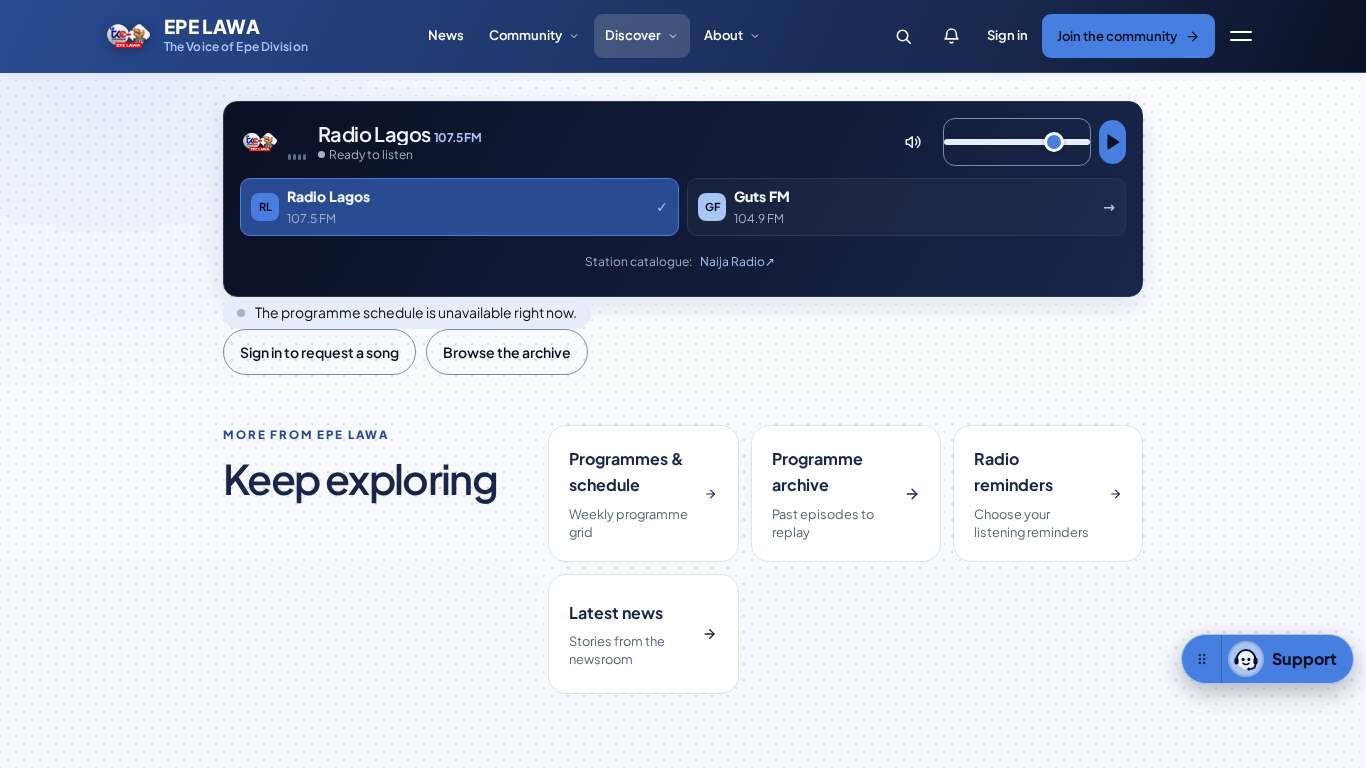 EPE LAWA
The Voice of Epe Division
News
Community
Discover
About
Sign in
Join the community
Radio Lagos 107.5 FM
Ready to listen
RL
Radio Lagos
107.5 FM
✓
GF
Guts FM
104.9 FM
→
Station catalogue: Naija Radio↗
The programme schedule is unavailable right now.
Sign in to request a song
Browse the archive
MORE FROM EPE LAWA
Keep exploring
Programmes &
schedule
Weekly programme
grid
Programme
archive
Past episodes to
replay
Radio
reminders
Choose your
listening reminders
Latest news
Stories from the
newsroom
Support